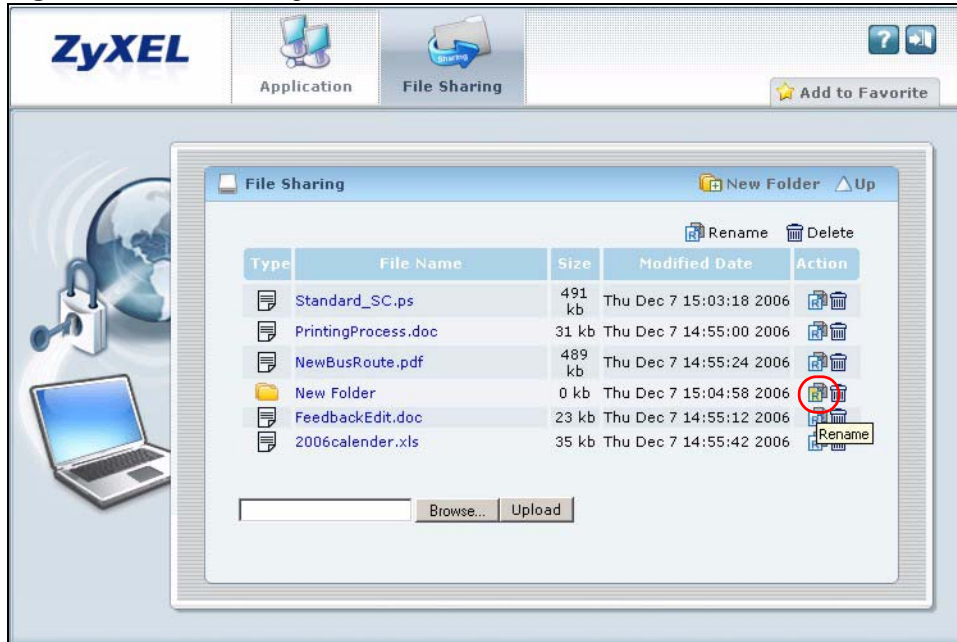 ZyXEL
Sharing
Application
File Sharing
?
Add to Favorite
File Sharing
New Folder
Up
Rename
Delete
Type File Name Size Modified Date Action
Standard_SC.ps 491 kb Thu Dec 7 15:03:18 2006
PrintingProcess.doc 31 kb Thu Dec 7 14:55:00 2006
NewBusRoute.pdf 489 kb Thu Dec 7 14:55:24 2006
New Folder 0 kb Thu Dec 7 15:04:58 2006
FeedbackEdit.doc 23 kb Thu Dec 7 14:55:12 2006
2006calender.xls 35 kb Thu Dec 7 14:55:42 2006
Rename
Browse... Upload